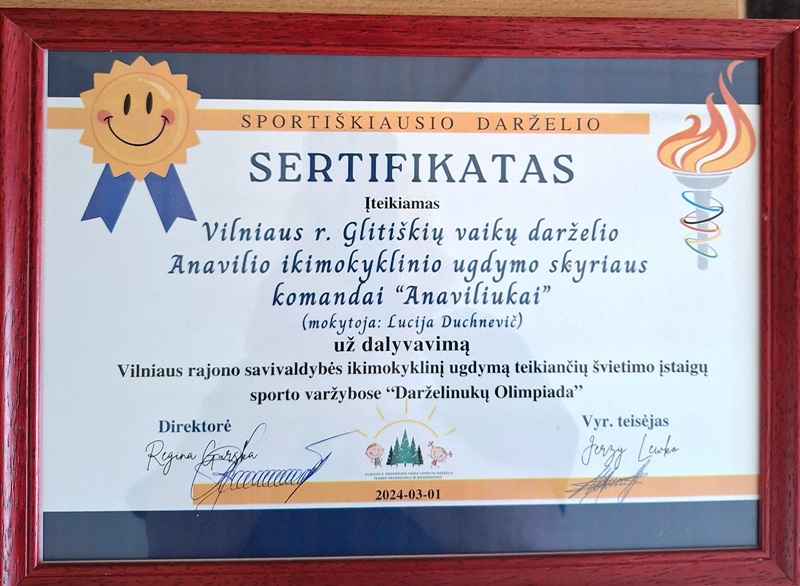 SPORTIŠKIAUSIO DARŽELIO
SERTIFIKATAS
Įteikiamas
Vilniaus r. Glitiškių vaikų darželio
Anavilio ikimokyklinio ugdymo skyriaus
komandai “Anaviliukai”
(mokytoja: Lucija Duchnevič)
už dalyvavimą
Vilniaus rajono savivaldybės ikimokyklinį ugdymą teikiančių švietimo įstaigų
sporto varžybose “Darželinukų Olimpiada”
Direktorė
Regina Gurska
Vyr. teisėjas
Jerzy Lewko
2024-03-01